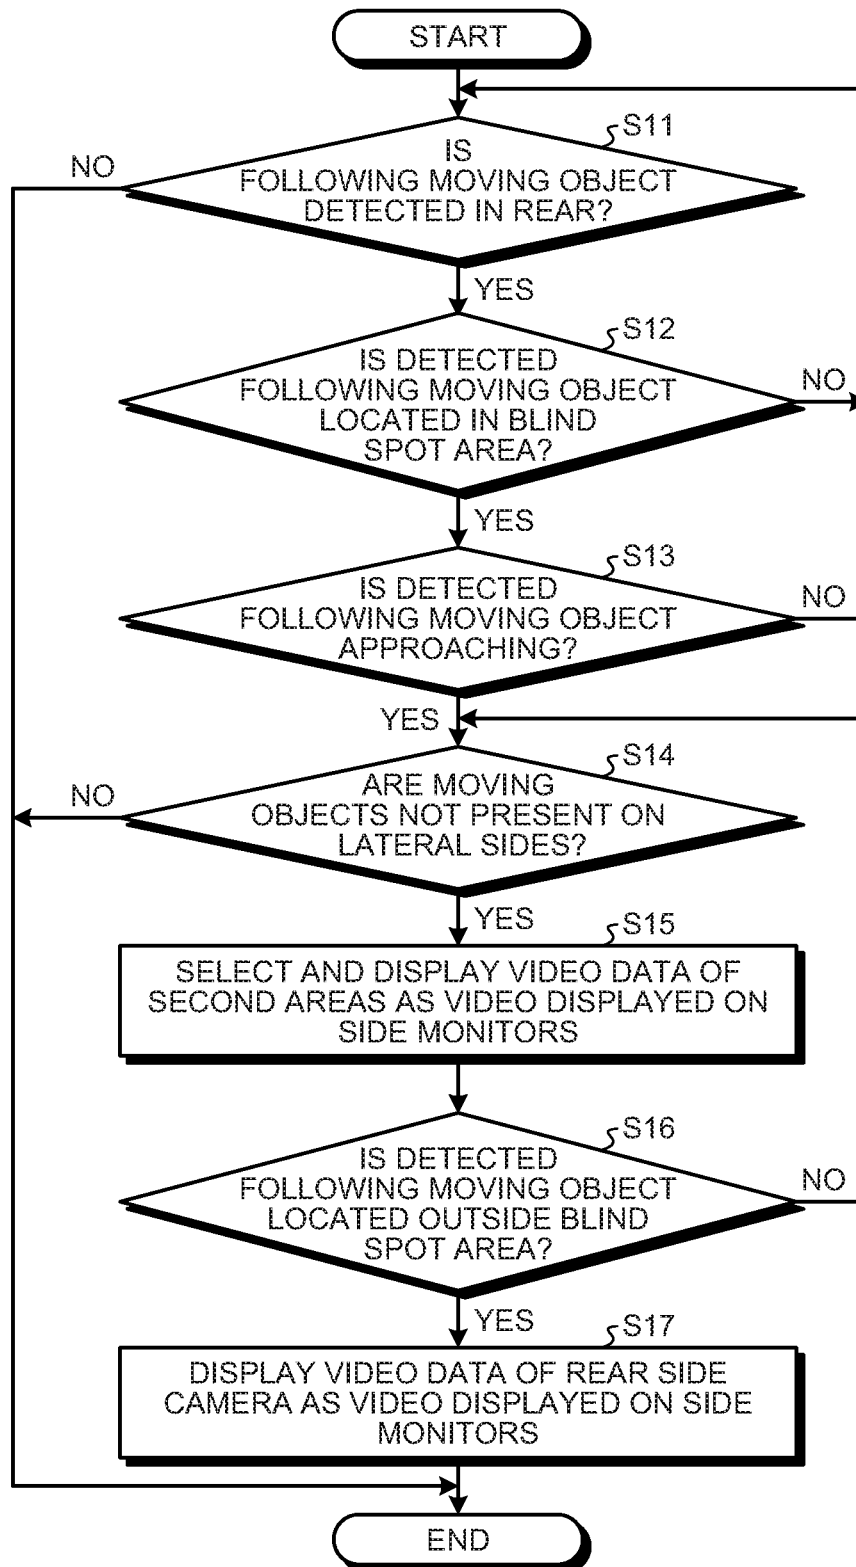 START
S11
NO
IS
FOLLOWING MOVING OBJECT
DETECTED IN REAR?
YES
S12
IS DETECTED
FOLLOWING MOVING OBJECT
LOCATED IN BLIND
SPOT AREA?
NO
YES
S13
IS DETECTED
FOLLOWING MOVING OBJECT
APPROACHING?
NO
YES
S14
NO
ARE MOVING
OBJECTS NOT PRESENT ON
LATERAL SIDES?
YES
S15
SELECT AND DISPLAY VIDEO DATA OF
SECOND AREAS AS VIDEO DISPLAYED ON
SIDE MONITORS
S16
IS DETECTED
FOLLOWING MOVING OBJECT
LOCATED OUTSIDE BLIND
SPOT AREA?
NO
YES
S17
DISPLAY VIDEO DATA OF REAR SIDE
CAMERA AS VIDEO DISPLAYED ON SIDE
MONITORS
END